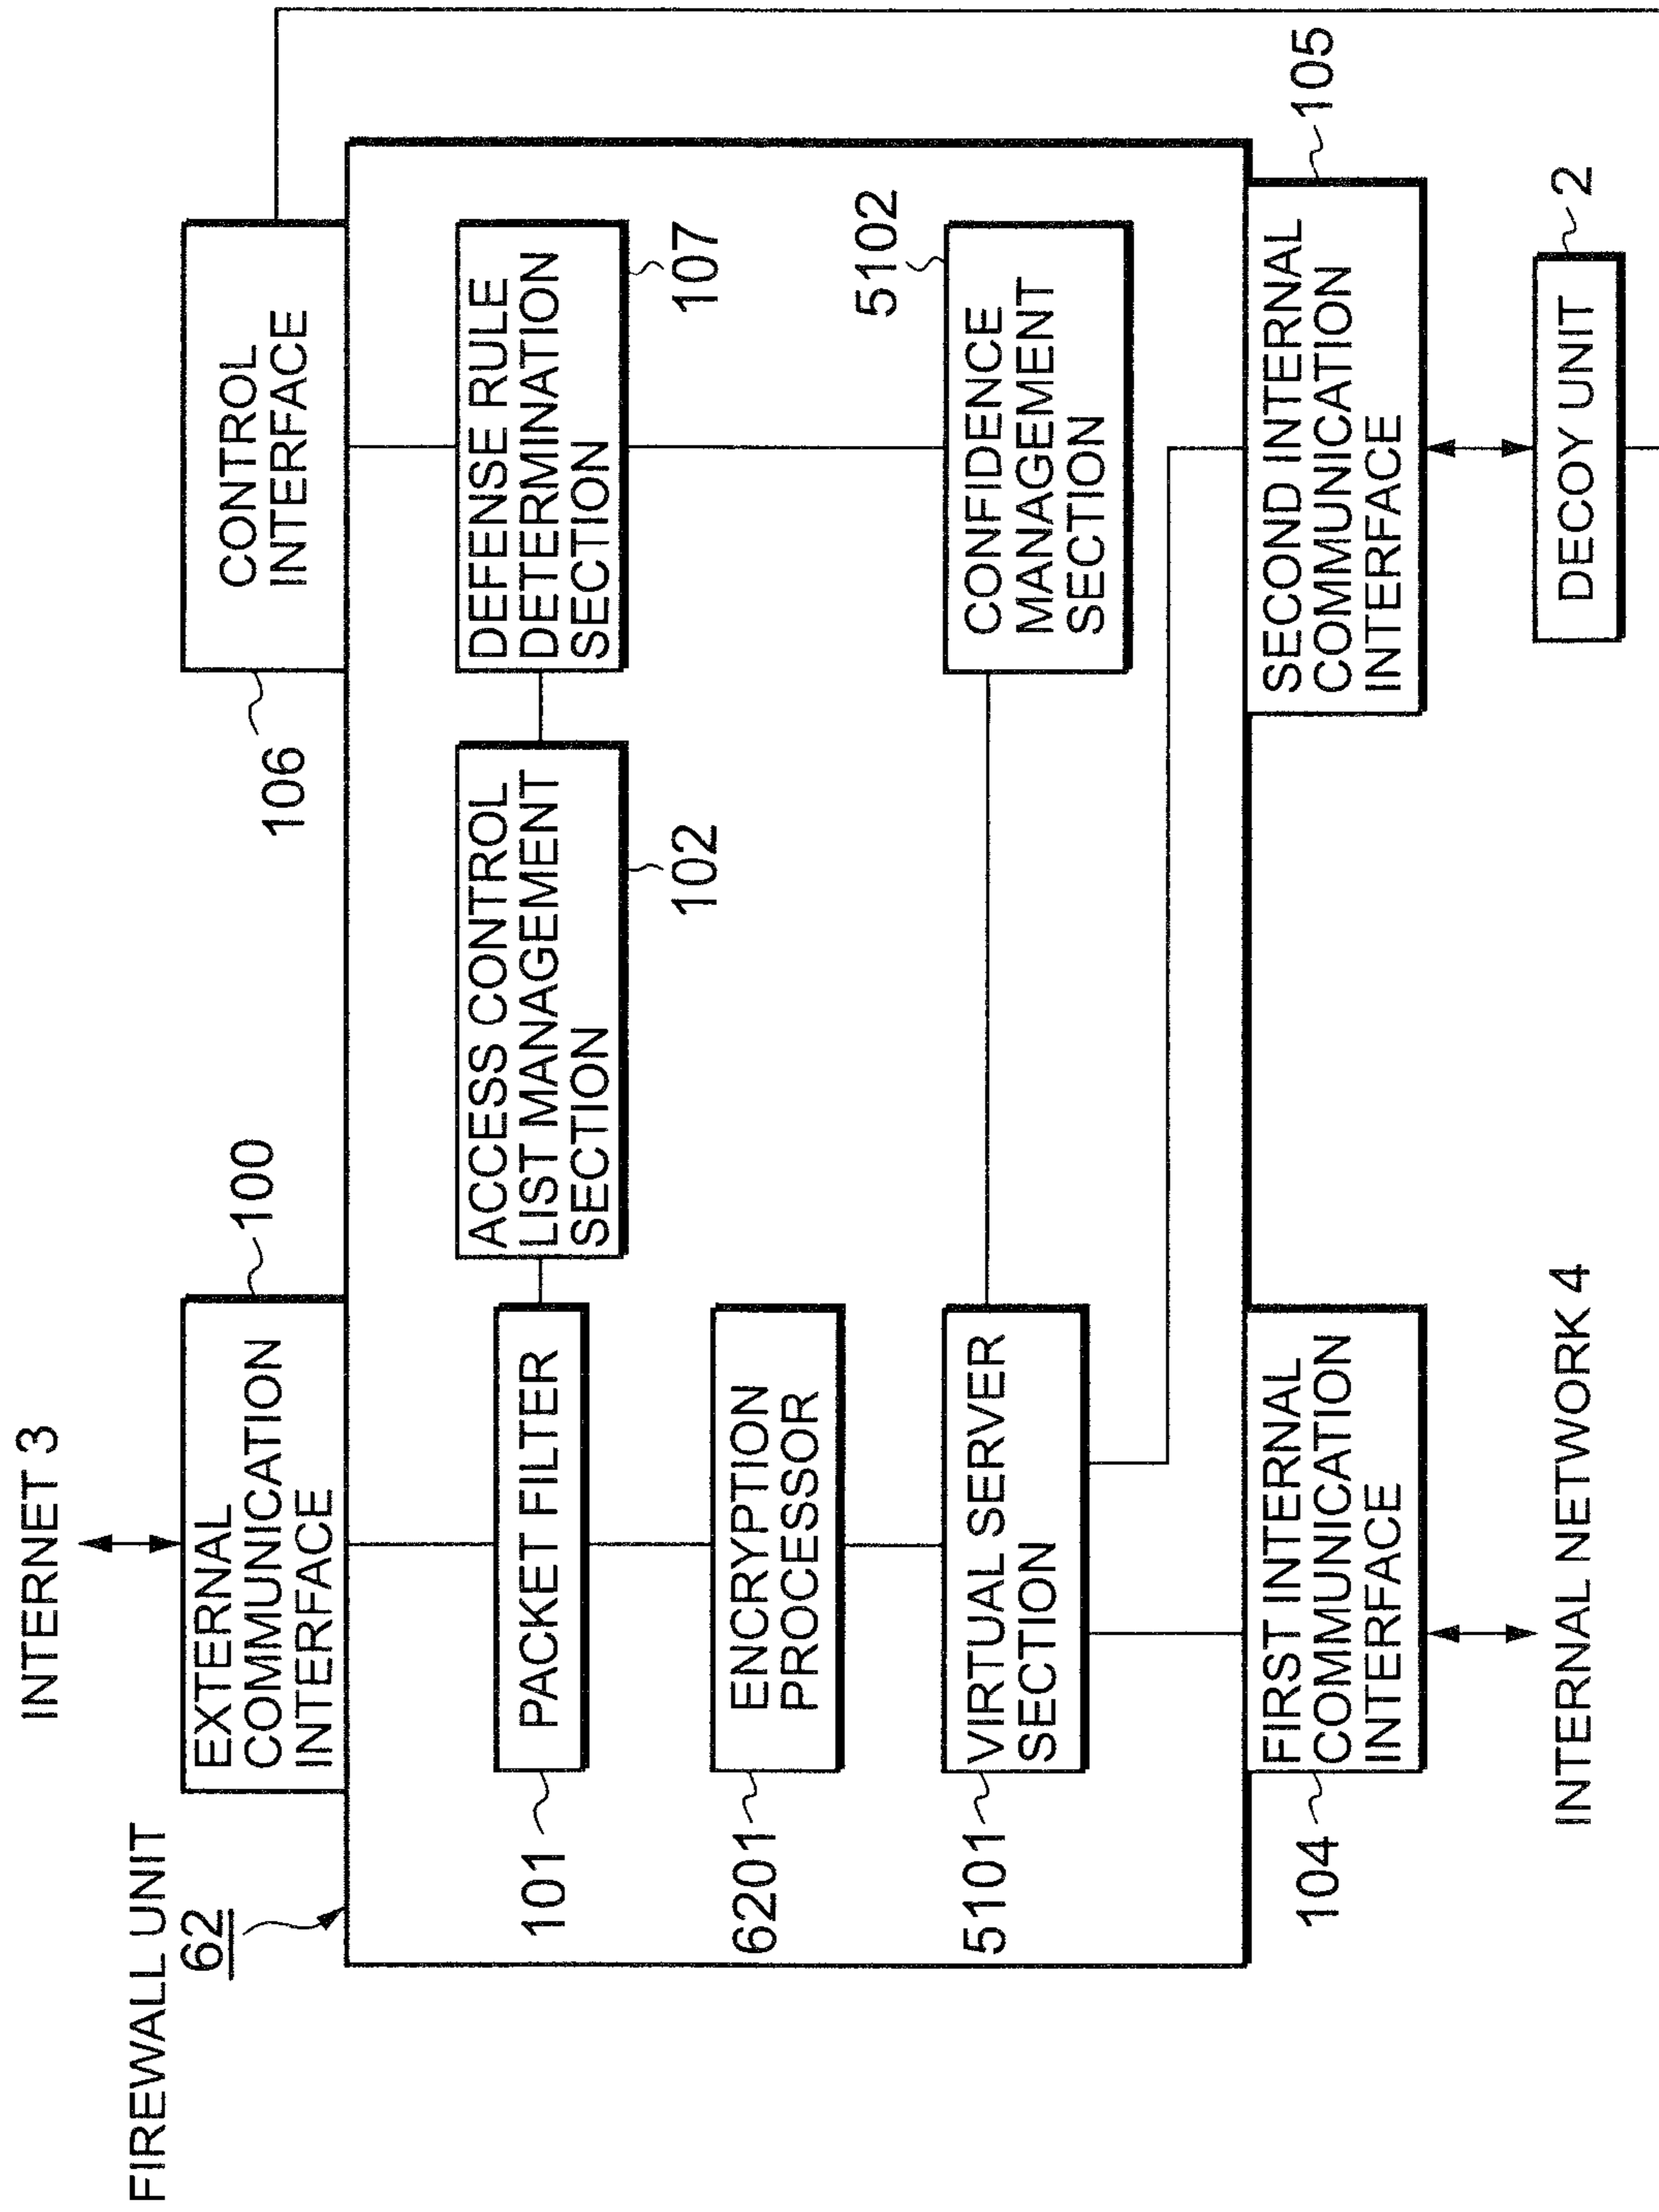 INTERNET 3
FIREWALL UNIT
62
EXTERNAL
COMMUNICATION
INTERFACE
100
CONTROL
INTERFACE
106
PACKET FILTER
101
ACCESS CONTROL
LIST MANAGEMENT
SECTION
102
DEFENSE RULE
DETERMINATION
SECTION
107
ENCRYPTION
PROCESSOR
6201
VIRTUAL SERVER
SECTION
5101
CONFIDENCE
MANAGEMENT
SECTION
5102
FIRST INTERNAL
COMMUNICATION
INTERFACE
104
SECOND INTERNAL
COMMUNICATION
INTERFACE
105
INTERNAL NETWORK 4
DECOY UNIT
2